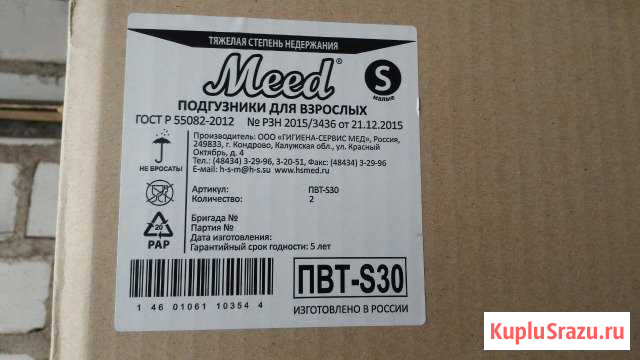 ТЯЖЕЛАЯ СТЕПЕНЬ НЕДЕРЖАНИЯ
Meed®
S
малые
ПОДГУЗНИКИ ДЛЯ ВЗРОСЛЫХ
ГОСТ Р 55082-2012 № РЗН 2015/3436 от 21.12.2015
Производитель: ООО «ГИГИЕНА-СЕРВИС МЕД», Россия,
249833, г. Кондрово, Калужская обл., ул. Красный
Октябрь, д. 4
Тел.: (48434) 3-29-96, 3-20-51, Факс: (48434) 3-29-96
E-mail: h-s-m@h-s.su www.hsmed.ru
НЕ БРОСАТЬ
Артикул: ПВТ-S30
Количество: 2
20
PAP
Бригада №
Партия №
Дата изготовления:
Гарантийный срок годности: 5 лет
1 46 01061 10354 4
ПВТ-S30
ИЗГОТОВЛЕНО В РОССИИ
KupluSrazu.ru